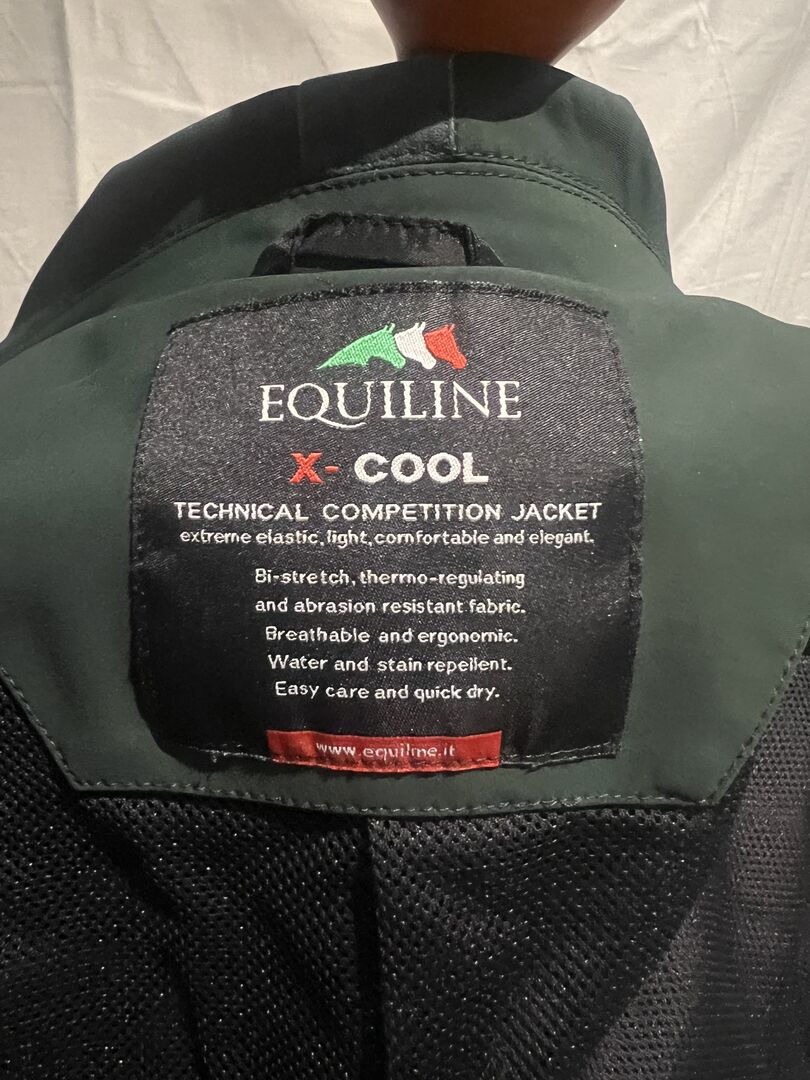 EQUILINE
X- COOL
TECHNICAL COMPETITION JACKET
extreme elastic, light, comfortable and elegant.
Bi-stretch, thermo-regulating
and abrasion resistant fabric.
Breathable and ergonomic.
Water and stain repellent.
Easy care and quick dry.
www.equiline.it